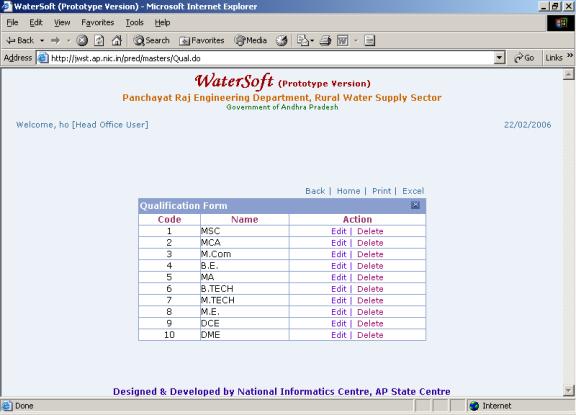 WaterSoft (Prototype Version) - Microsoft Internet Explorer
File Edit View Favorites Tools Help
Back Search Favorites Media
Address http://jwst.ap.nic.in/pred/masters/Qual.do Go Links »
WaterSoft (Prototype Version)
Panchayat Raj Engineering Department, Rural Water Supply Sector
Government of Andhra Pradesh
Welcome, ho [Head Office User] 22/02/2006
Back | Home | Print | Excel
Qualification Form
Code Name Action
1 MSC Edit | Delete
2 MCA Edit | Delete
3 M.Com Edit | Delete
4 B.E. Edit | Delete
5 MA Edit | Delete
6 B.TECH Edit | Delete
7 M.TECH Edit | Delete
8 M.E. Edit | Delete
9 DCE Edit | Delete
10 DME Edit | Delete
Designed & Developed by National Informatics Centre, AP State Centre
Done Internet